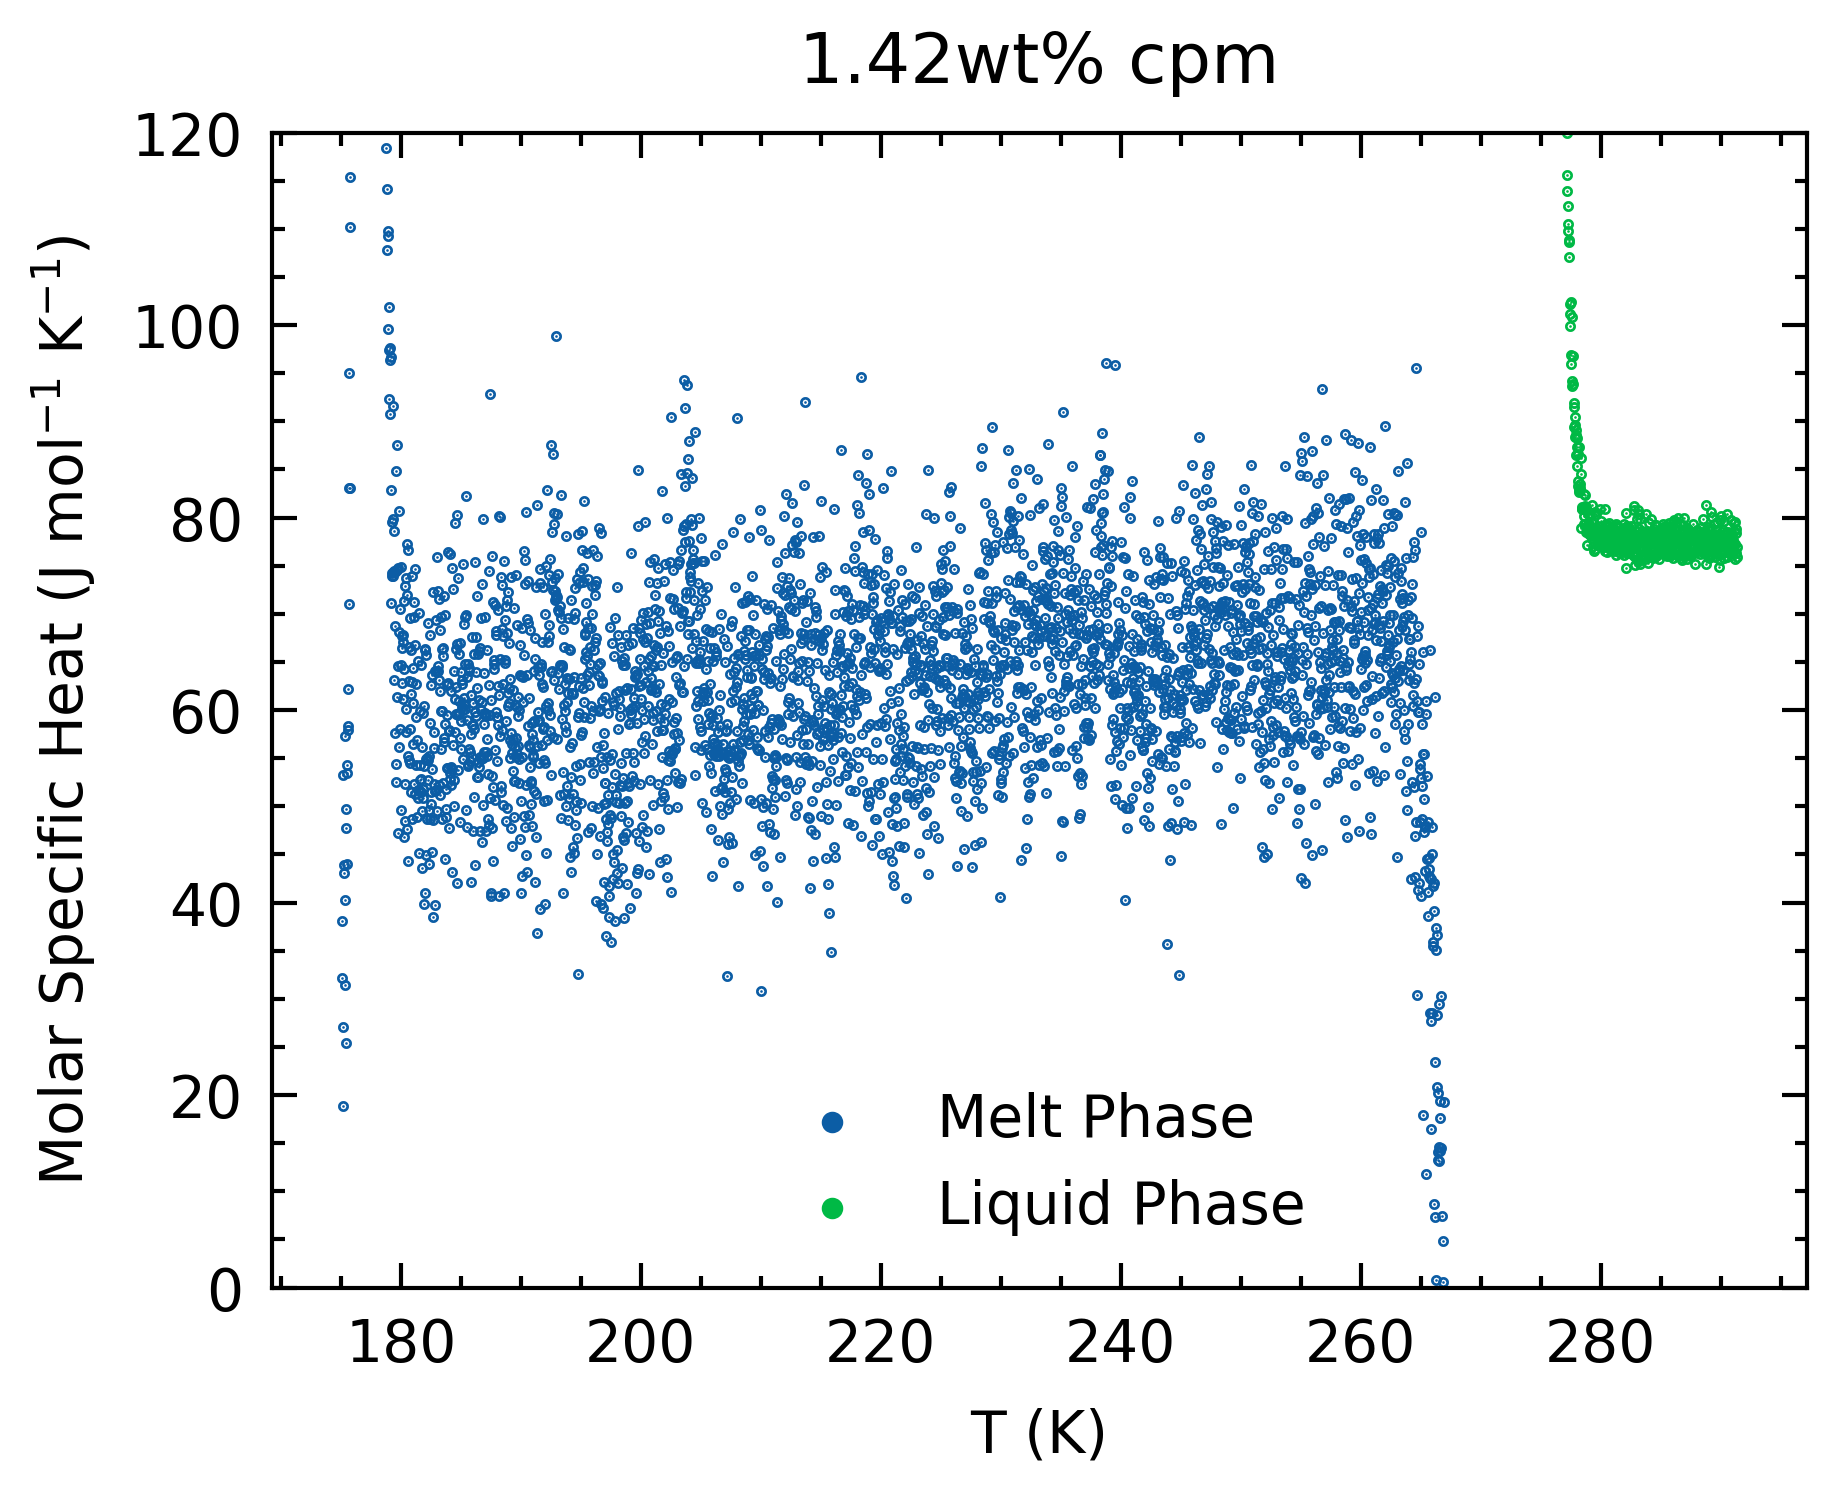 1.42wt% cpm
Molar Specific Heat (J mol⁻¹ K⁻¹)
120
100
80
60
40
20
0
Melt Phase
Liquid Phase
180 200 220 240 260 280
T (K)